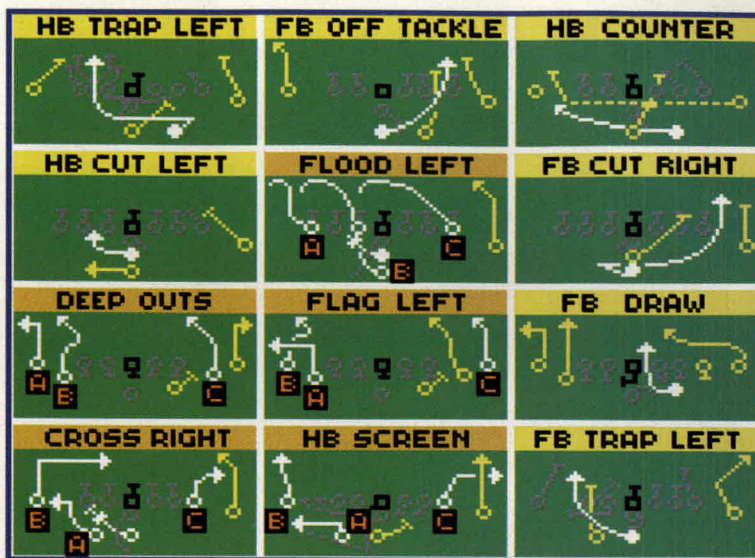 HB TRAP LEFT
FB OFF TACKLE
HB COUNTER
HB CUT LEFT
FLOOD LEFT
FB CUT RIGHT
A
B
C
DEEP OUTS
FLAG LEFT
FB DRAW
A
B
C
B
A
C
CROSS RIGHT
HB SCREEN
FB TRAP LEFT
B
A
C
B
A
C